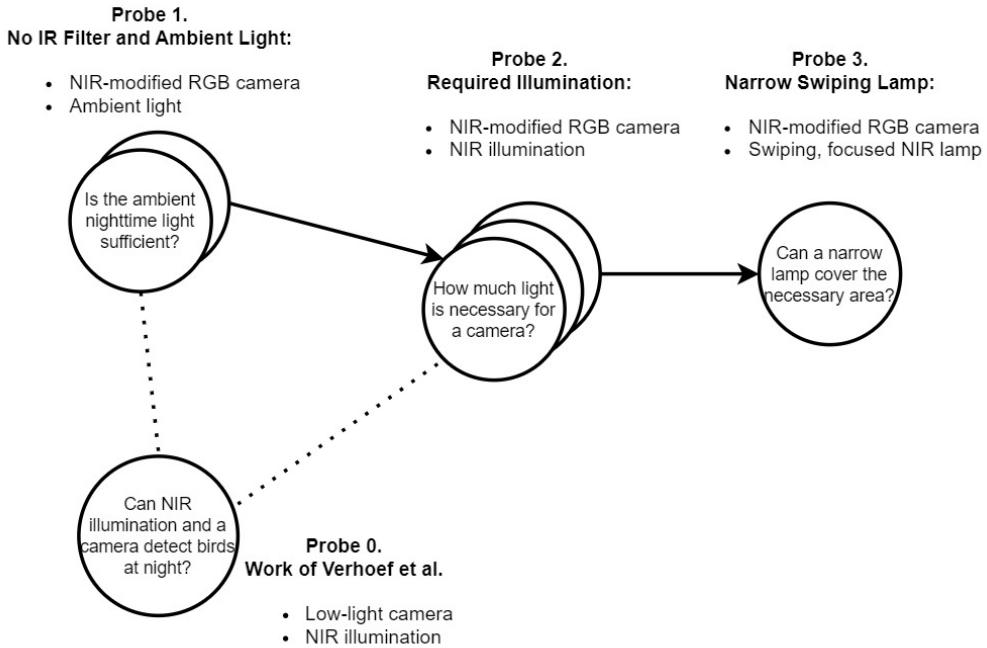 Probe 1.
No IR Filter and Ambient Light:
• NIR-modified RGB camera
• Ambient light
Is the ambient
nighttime light
sufficient?
Probe 2.
Required Illumination:
• NIR-modified RGB camera
• NIR illumination
How much light
is necessary for
a camera?
Probe 3.
Narrow Swiping Lamp:
• NIR-modified RGB camera
• Swiping, focused NIR lamp
Can a narrow
lamp cover the
necessary area?
Can NIR
illumination and a
camera detect birds
at night?
Probe 0.
Work of Verhoef et al.
• Low-light camera
• NIR illumination